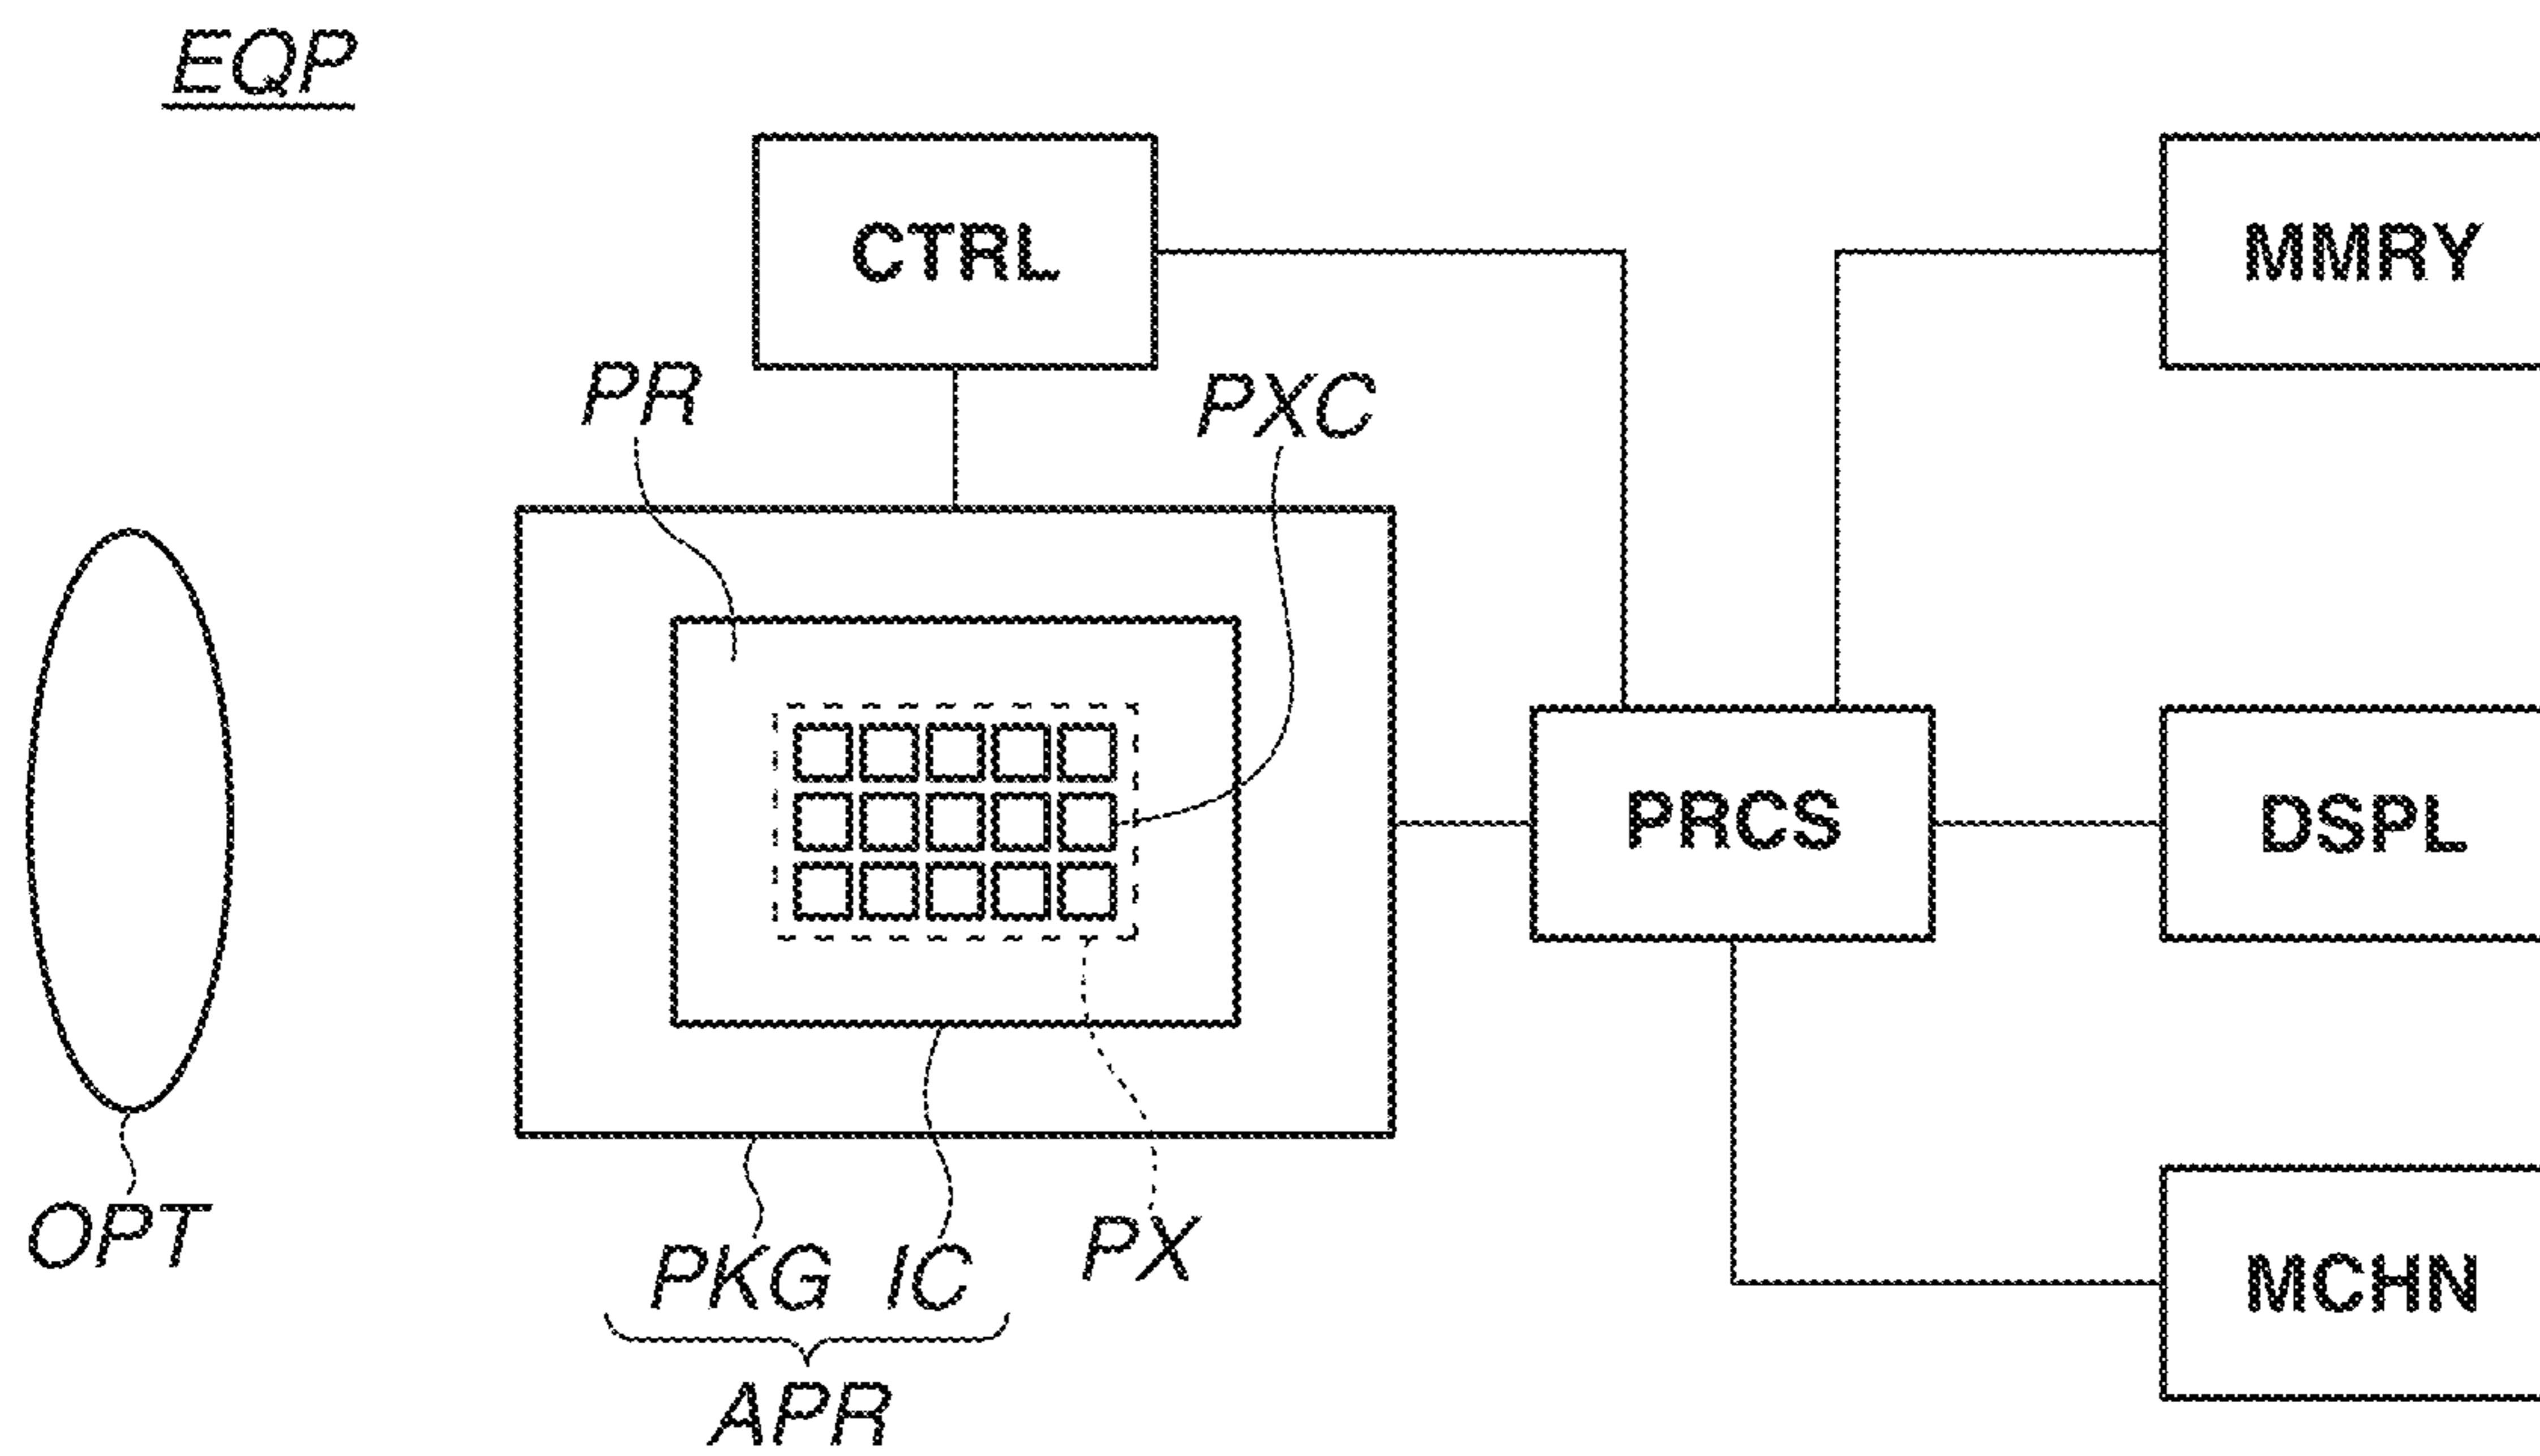 EQP
CTRL
MMRY
PR
PXC
PRCS
DSPL
OPT
PKG IC
PX
MCHN
APR